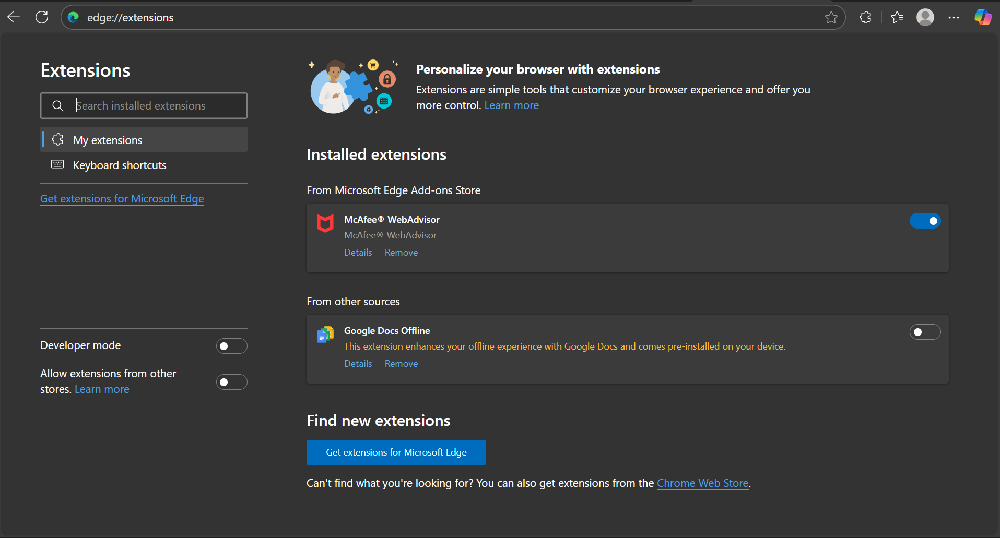 edge://extensions
Extensions
Search installed extensions
My extensions
Keyboard shortcuts
Get extensions for Microsoft Edge
Developer mode
Allow extensions from other
stores. Learn more
Personalize your browser with extensions
Extensions are simple tools that customize your browser experience and offer you
more control. Learn more
Installed extensions
From Microsoft Edge Add-ons Store
McAfee® WebAdvisor
McAfee® WebAdvisor
Details Remove
From other sources
Google Docs Offline
This extension enhances your offline experience with Google Docs and comes pre-installed on your device.
Details Remove
Find new extensions
Get extensions for Microsoft Edge
Can't find what you're looking for? You can also get extensions from the Chrome Web Store.